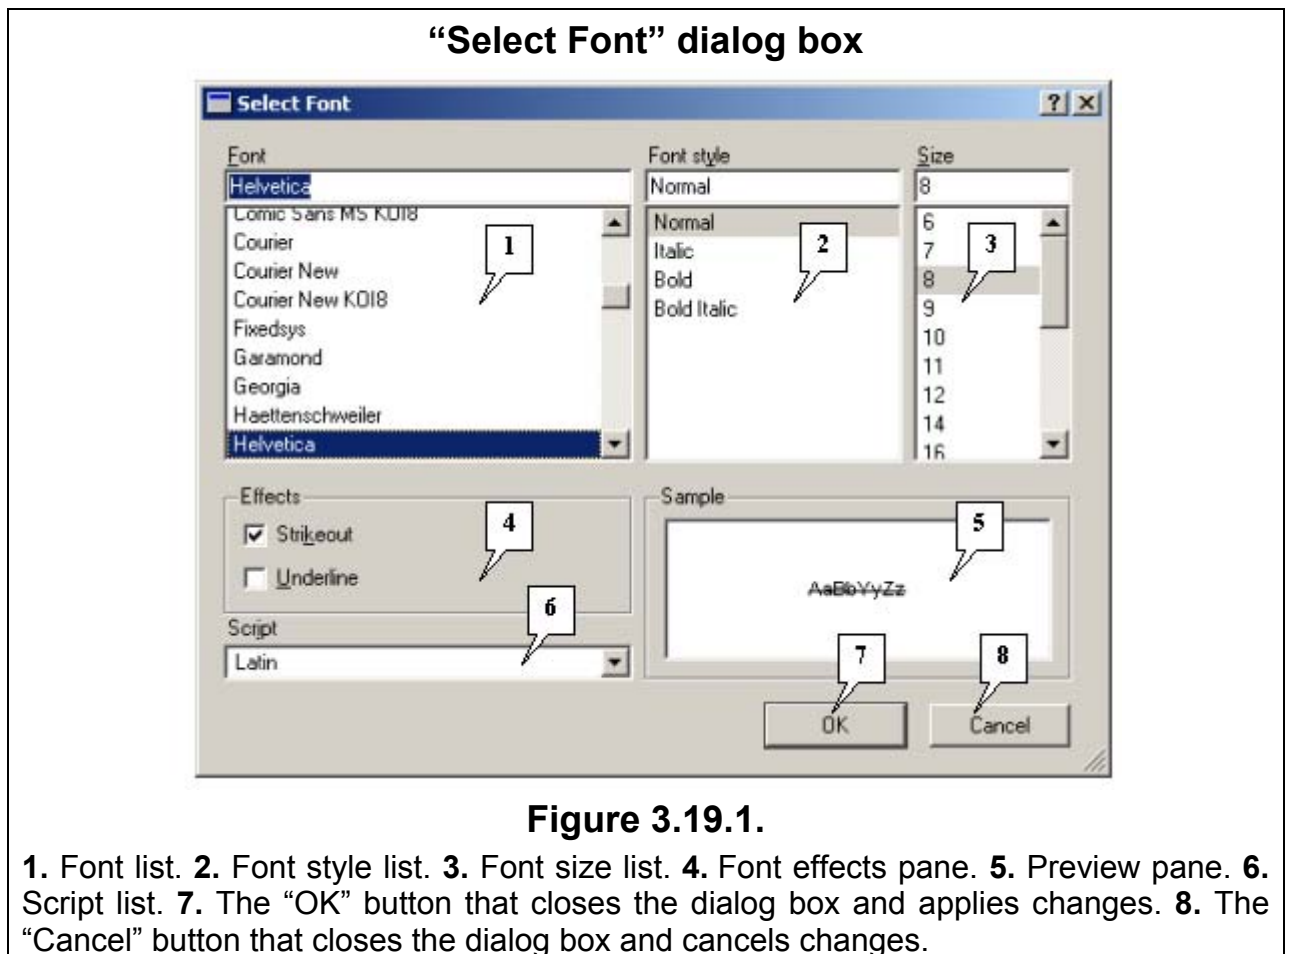 “Select Font” dialog box
Select Font
Font
Font style
Size
Helvetica
Normal
8
Comic Sans MS KOI8
Courier
Courier New
Courier New KOI8
Fixedsys
Garamond
Georgia
Haettenschweiler
Helvetica
1
Normal
Italic
Bold
Bold Italic
2
6
7
8
9
10
11
12
14
16
3
Effects
Strikeout
Underline
4
Sample
AaBbYyZz
5
Script
Latin
6
7
8
OK
Cancel
Figure 3.19.1.
1. Font list. 2. Font style list. 3. Font size list. 4. Font effects pane. 5. Preview pane. 6.
Script list. 7. The “OK” button that closes the dialog box and applies changes. 8. The
“Cancel” button that closes the dialog box and cancels changes.